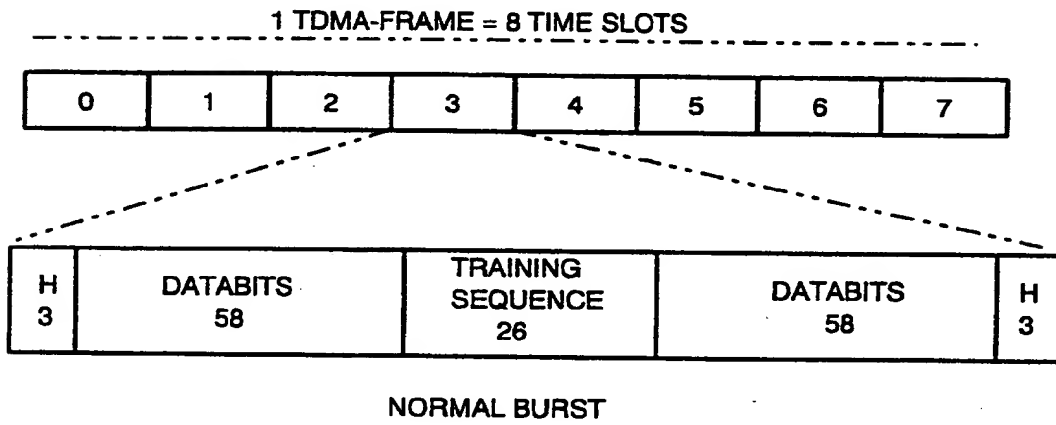 1 TDMA-FRAME = 8 TIME SLOTS
0 1 2 3 4 5 6 7
H 3
DATABITS 58
TRAINING SEQUENCE 26
DATABITS 58
H 3
NORMAL BURST